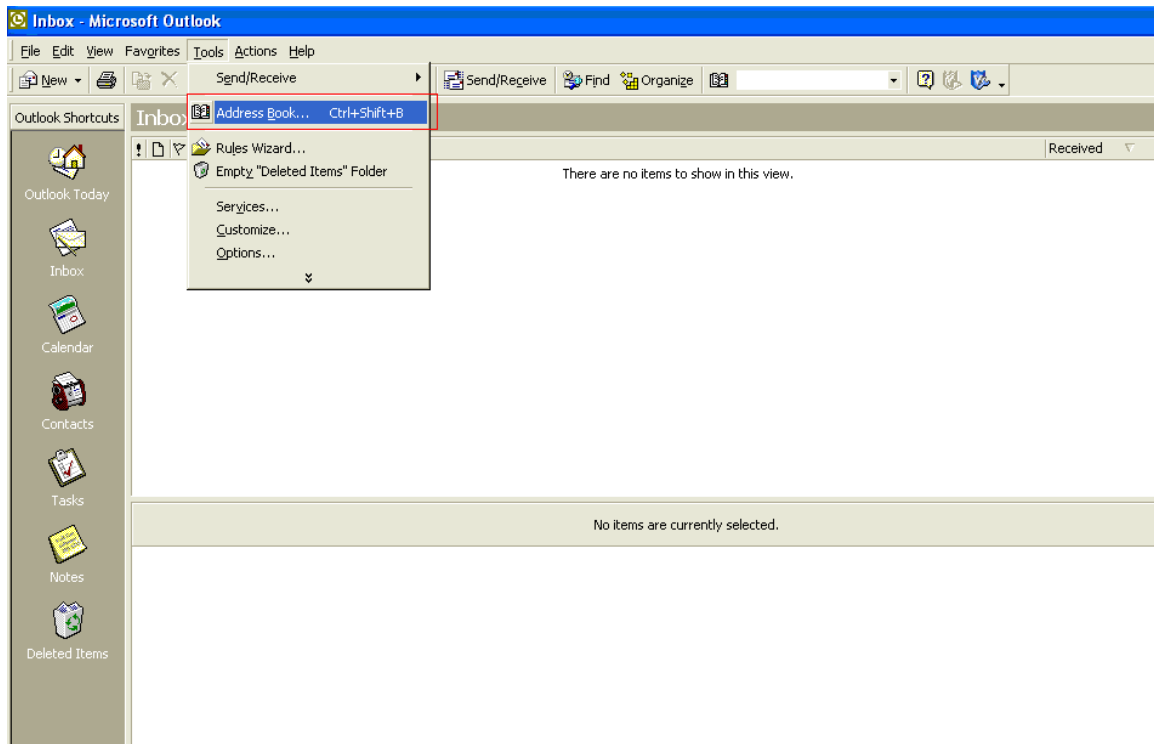 Inbox - Microsoft Outlook
File Edit View Favorites Tools Actions Help
New Send/Receive Send/Receive Find Organize
Outlook Shortcuts Address Book... Ctrl+Shift+B
Rules Wizard... Received
Empty "Deleted Items" Folder There are no items to show in this view.
Outlook Today
Services...
Customize...
Options...
Inbox
Calendar
Contacts
Tasks
No items are currently selected.
Notes
Deleted Items